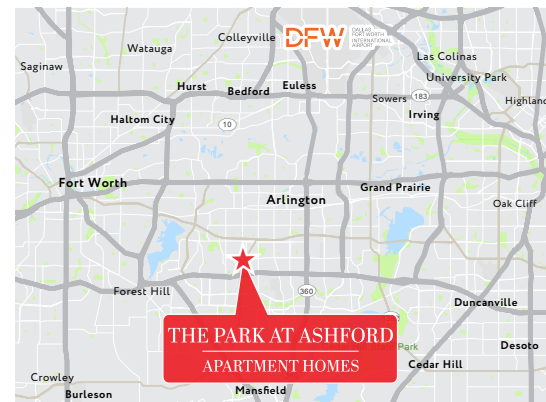 Colleyville
DFW
DALLAS
FORT WORTH
INTERNATIONAL
AIRPORT
Watauga
Las Colinas
Saginaw
University Park
Hurst
Bedford
Euless
Sowers
183
Highland
Haltom City
10
Irving
Fort Worth
Grand Prairie
Arlington
Oak Cliff
Forest Hill
360
Duncanville
THE PARK AT ASHFORD
APARTMENT HOMES
Park
Desoto
Cedar Hill
Crowley
Burleson
Mansfield